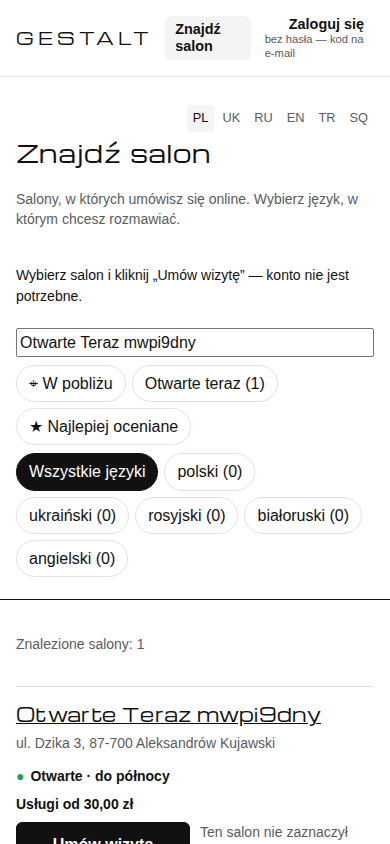 GESTALT
Znajdź
salon
Zaloguj się
bez hasła — kod na
e-mail
PL UK RU EN TR SQ
Znajdź salon
Salony, w których umówisz się online. Wybierz język, w
którym chcesz rozmawiać.
Wybierz salon i kliknij „Umów wizytę” — konto nie jest
potrzebne.
Otwarte Teraz mwpi9dny
⌖ W pobliżu
Otwarte teraz (1)
★ Najlepiej oceniane
Wszystkie języki
polski (0)
ukraiński (0)
rosyjski (0)
białoruski (0)
angielski (0)
Znalezione salony: 1
Otwarte Teraz mwpi9dny
ul. Dzika 3, 87-700 Aleksandrów Kujawski
● Otwarte · do północy
Usługi od 30,00 zł
Umów wizytę
Ten salon nie zaznaczył